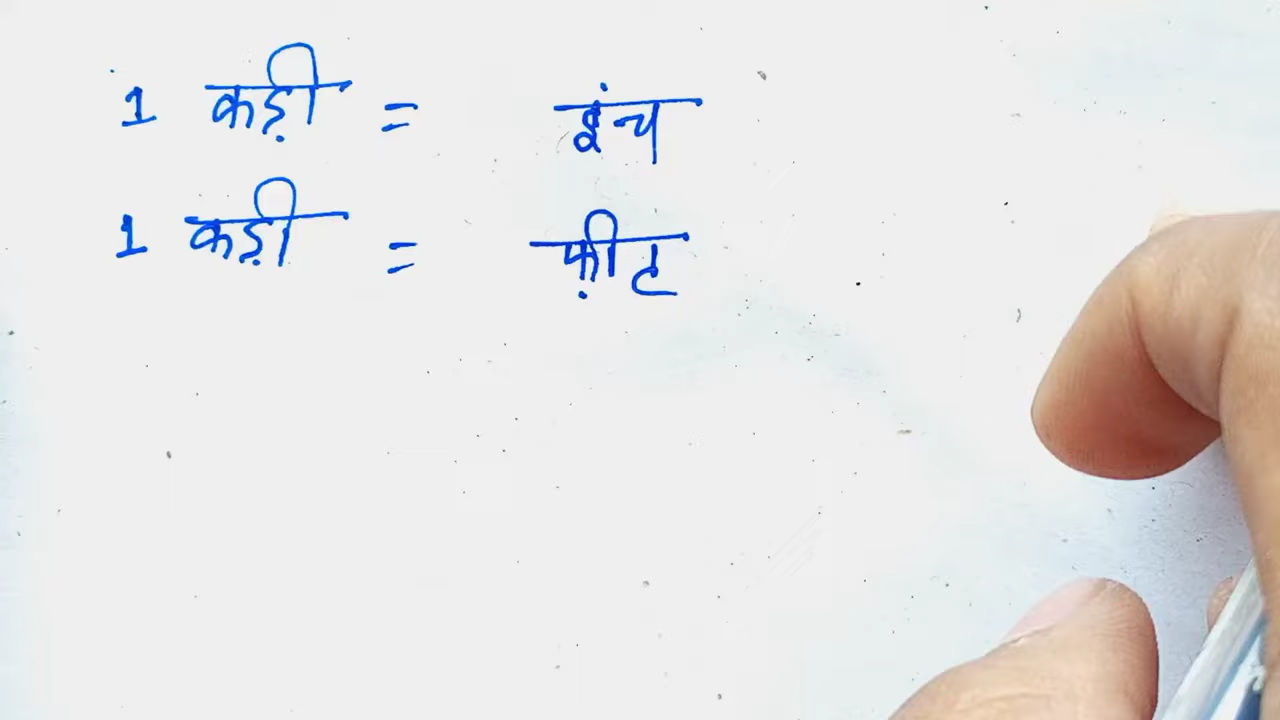 1 कड़ी = इंच
1 कड़ी = फ़ीट